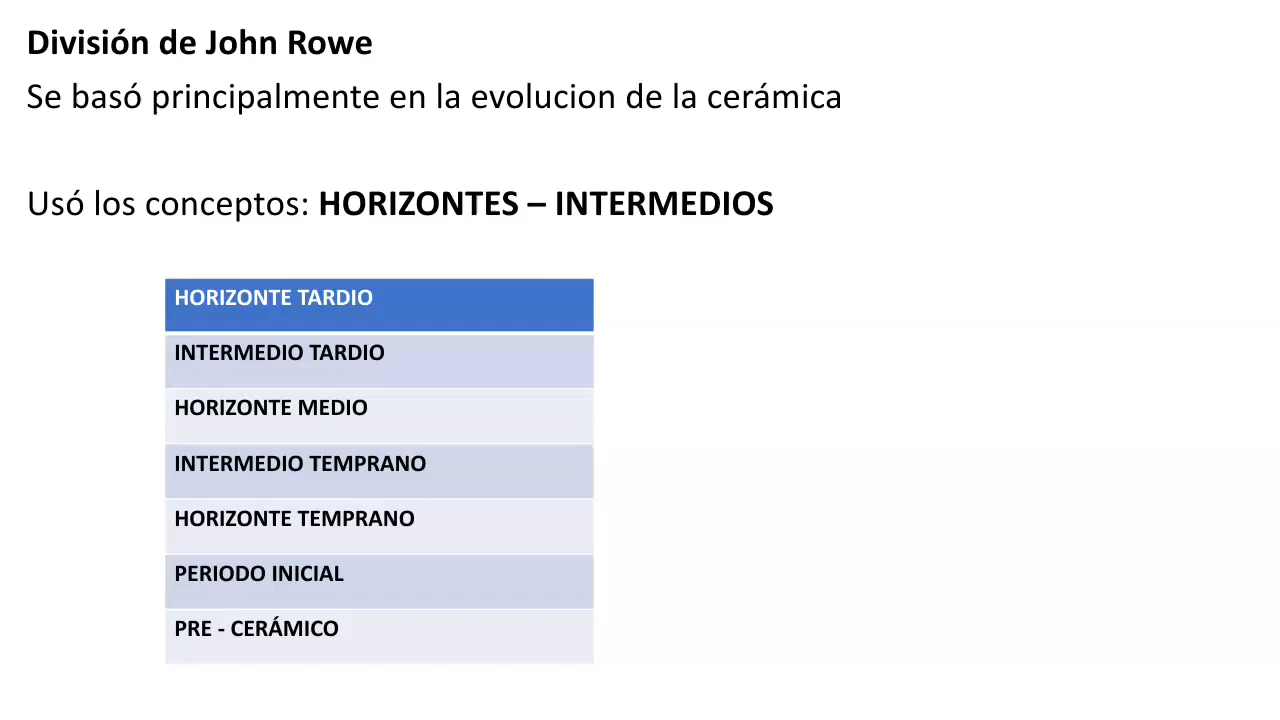 División de John Rowe
Se basó principalmente en la evolucion de la cerámica
Usó los conceptos: HORIZONTES – INTERMEDIOS
HORIZONTE TARDIO
INTERMEDIO TARDIO
HORIZONTE MEDIO
INTERMEDIO TEMPRANO
HORIZONTE TEMPRANO
PERIODO INICIAL
PRE - CERÁMICO